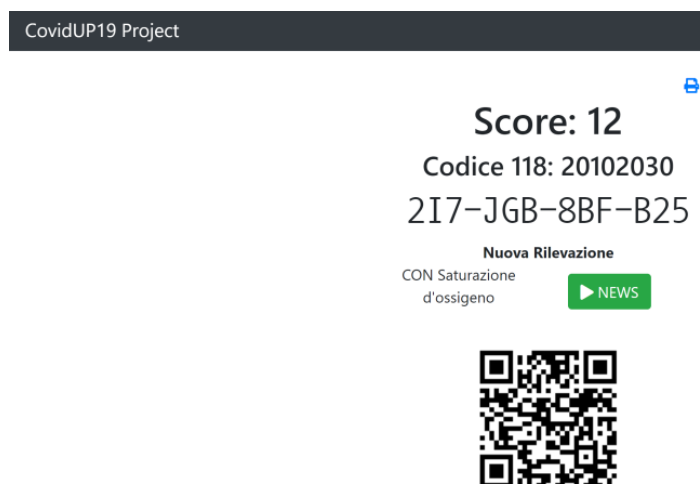 CovidUP19 Project
Score: 12
Codice 118: 20102030
2I7-JGB-8BF-B25
Nuova Rilevazione
CON Saturazione
d'ossigeno
NEWS